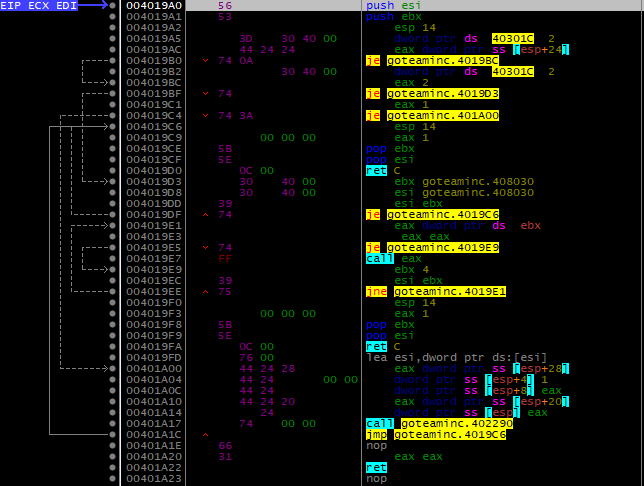 EIP ECX EDI 004019A0 56 push esi
004019A1 53 push ebx
esp 14
004019A5 3D 30 40 00 dword ptr ds 40301C 2
004019AC 44 24 24 eax dword ptr ss [esp+24]
004019B0 74 0A je goteaminc.4019BC
004019B2 30 40 00 dword ptr ds 40301C 2
004019BC eax 2
004019BF 74 je goteaminc.4019D3
004019C1 eax 1
004019C4 74 3A je goteaminc.401A00
004019C6 esp 14
004019C9 00 00 00 eax 1
004019CE 5B pop ebx
004019CF 5E pop esi
004019D0 0C 00 ret C
004019D3 30 40 00 ebx goteaminc.408030
004019D8 30 40 00 esi goteaminc.408030
004019DD 39 esi ebx
004019DF 74 je goteaminc.4019C6
004019E1 eax dword ptr ds ebx
eax eax
004019E5 74 je goteaminc.4019E9
004019E7 FF call eax
004019E9 ebx 4
004019EC 39 esi ebx
004019EE 75 jne goteaminc.4019E1
004019F0 esp 14
004019F3 00 00 00 eax 1
004019F8 5B pop ebx
004019F9 5E pop esi
004019FA 0C 00 ret C
004019FD 76 00 lea esi,dword ptr ds:[esi]
00401A00 44 24 28 eax dword ptr ss [esp+28]
00401A04 44 24 00 00 dword ptr ss [esp+4] 1
00401A0C 44 24 dword ptr ss [esp+8] eax
00401A10 44 24 20 eax dword ptr ss [esp+20]
00401A14 24 dword ptr ss [esp] eax
00401A17 74 00 00 call goteaminc.402290
00401A1C jmp goteaminc.4019C6
00401A1E 66 nop
00401A20 31 eax eax
00401A22 ret
00401A23 nop